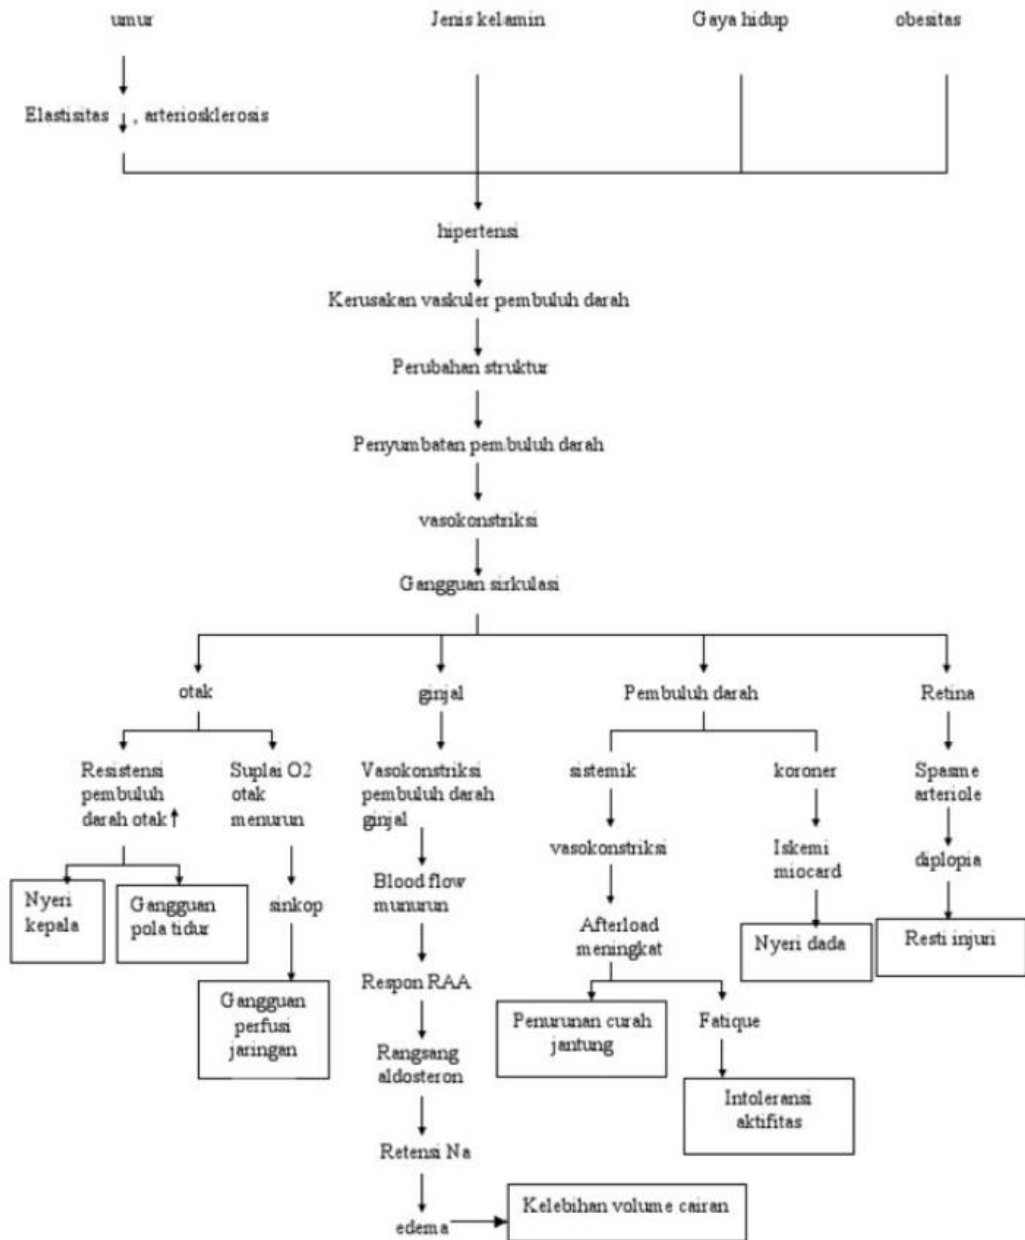 umur
Jenis kelamin
Gaya hidup
obesitas
Elastisitas ↓ , arteriosklerosis
hipertensi
Kerusakan vaskuler pembuluh darah
Perubahan struktur
Penyumbatan pembuluh darah
vasokonstriksi
Gangguan sirkulasi
otak
ginjal
Pembuluh darah
Retina
Resistensi
pembuluh
darah otak↑
Suplai O2
otak
menurun
Vasokonstriksi
pembuluh darah
ginjal
sistemik
koroner
Spasme
arteriole
vasokonstriksi
Iskemi
miocard
diplopia
Nyeri
kepala
Gangguan
pola tidur
sinkop
Blood flow
munurun
Afterload
meningkat
Nyeri dada
Resti injuri
Respon RAA
Gangguan
perfusi
jaringan
Penurunan curah
jantung
Fatique
Rangsang
aldosteron
Intoleransi
aktifitas
Retensi Na
edema
Kelebihan volume cairan